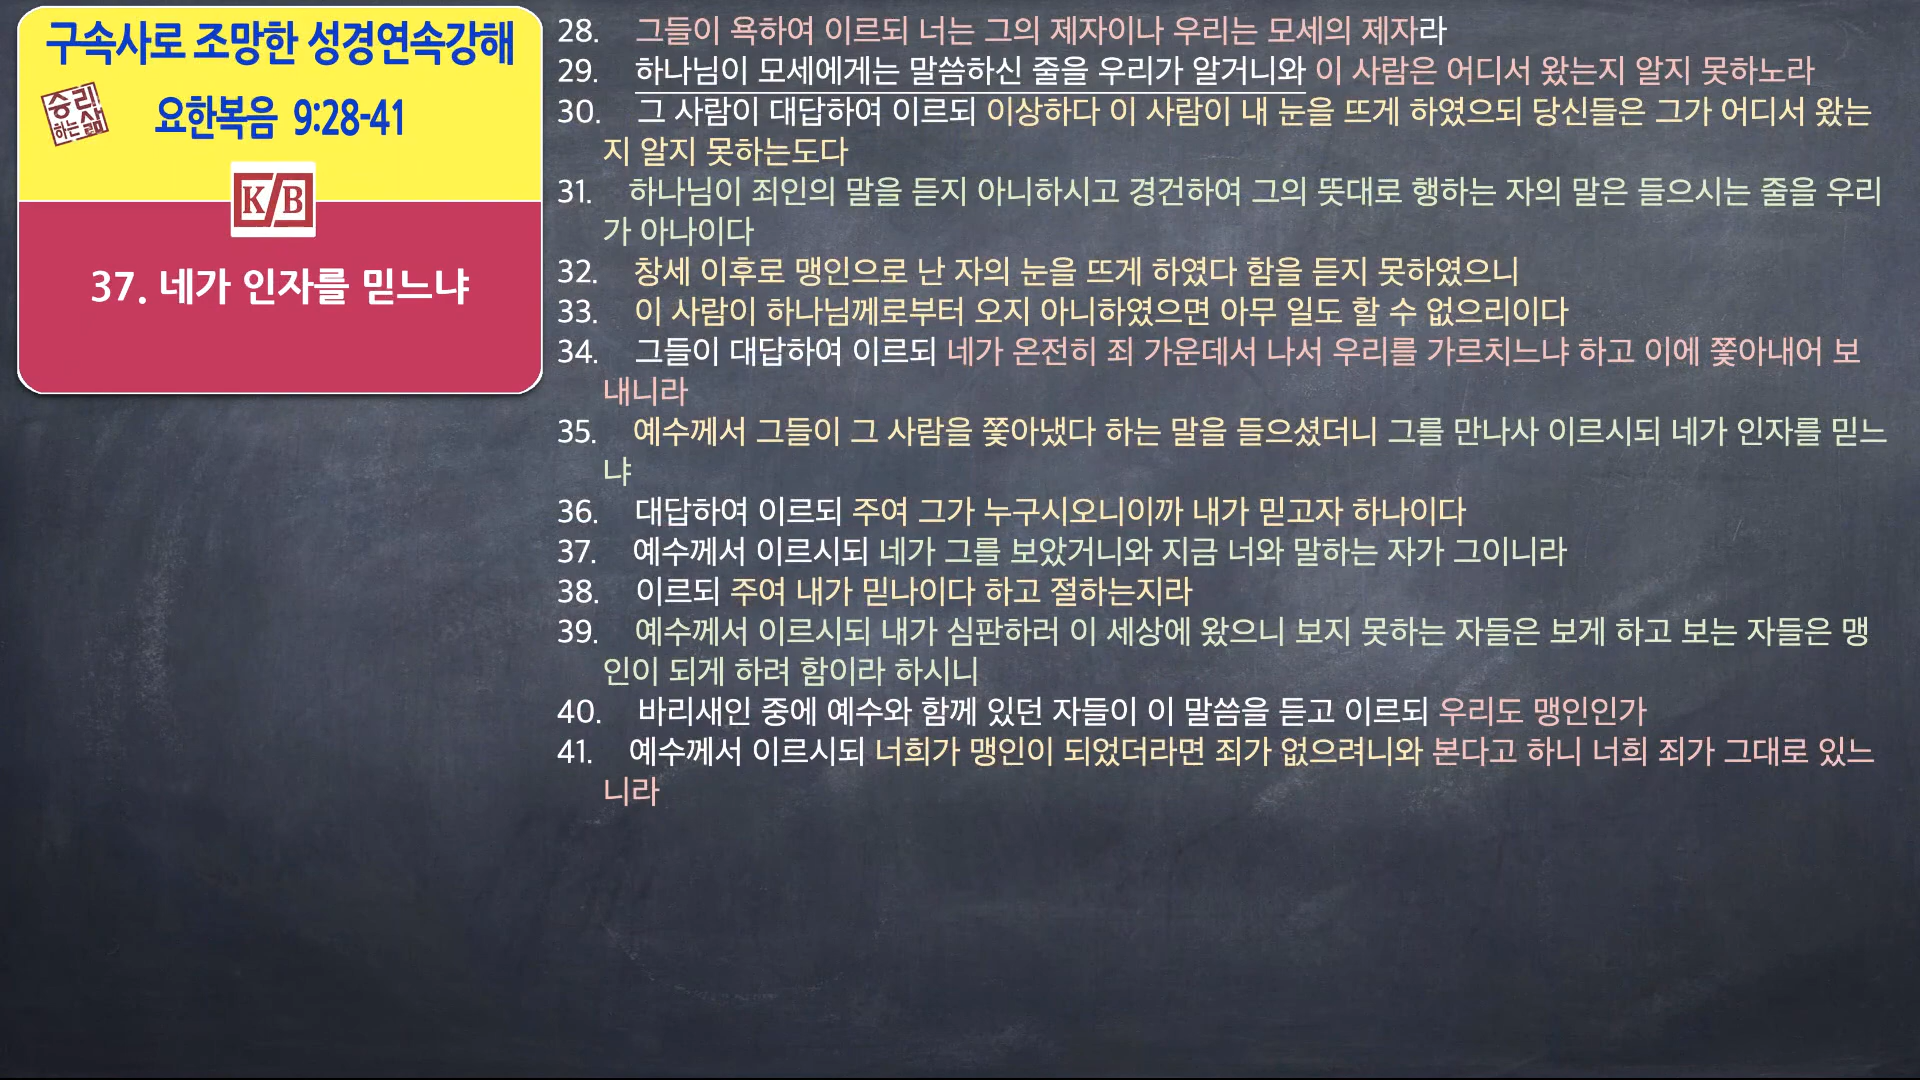 구속사로 조망한 성경연속강해
승리하는삶
요한복음 9:28-41
K/B
37. 네가 인자를 믿느냐
28. 그들이 욕하여 이르되 너는 그의 제자이나 우리는 모세의 제자라
29. 하나님이 모세에게는 말씀하신 줄을 우리가 알거니와 이 사람은 어디서 왔는지 알지 못하노라
30. 그 사람이 대답하여 이르되 이상하다 이 사람이 내 눈을 뜨게 하였으되 당신들은 그가 어디서 왔는
지 알지 못하는도다
31. 하나님이 죄인의 말을 듣지 아니하시고 경건하여 그의 뜻대로 행하는 자의 말은 들으시는 줄을 우리
가 아나이다
32. 창세 이후로 맹인으로 난 자의 눈을 뜨게 하였다 함을 듣지 못하였으니
33. 이 사람이 하나님께로부터 오지 아니하였으면 아무 일도 할 수 없으리이다
34. 그들이 대답하여 이르되 네가 온전히 죄 가운데서 나서 우리를 가르치느냐 하고 이에 쫓아내어 보
내니라
35. 예수께서 그들이 그 사람을 쫓아냈다 하는 말을 들으셨더니 그를 만나사 이르시되 네가 인자를 믿느
냐
36. 대답하여 이르되 주여 그가 누구시오니이까 내가 믿고자 하나이다
37. 예수께서 이르시되 네가 그를 보았거니와 지금 너와 말하는 자가 그이니라
38. 이르되 주여 내가 믿나이다 하고 절하는지라
39. 예수께서 이르시되 내가 심판하러 이 세상에 왔으니 보지 못하는 자들은 보게 하고 보는 자들은 맹
인이 되게 하려 함이라 하시니
40. 바리새인 중에 예수와 함께 있던 자들이 이 말씀을 듣고 이르되 우리도 맹인인가
41. 예수께서 이르시되 너희가 맹인이 되었더라면 죄가 없으려니와 본다고 하니 너희 죄가 그대로 있느
니라